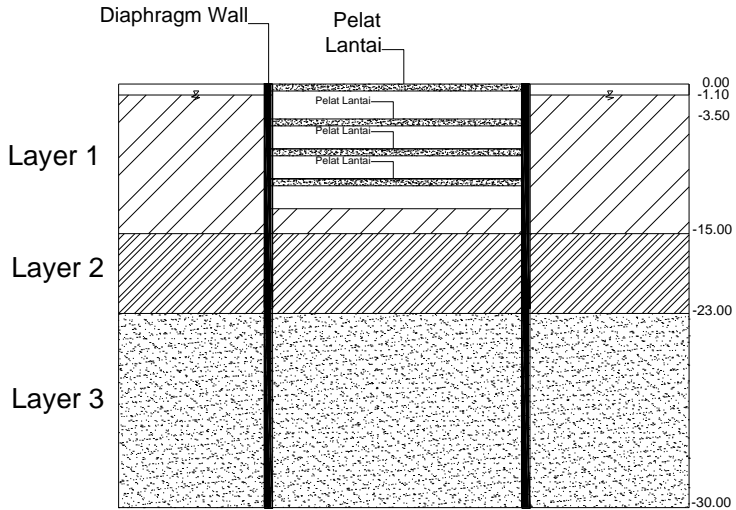 Diaphragm Wall
Pelat
Lantai
0.00
-1.10
-3.50
Pelat Lantai
Pelat Lantai
Pelat Lantai
Layer 1
-15.00
Layer 2
-23.00
Layer 3
-30.00